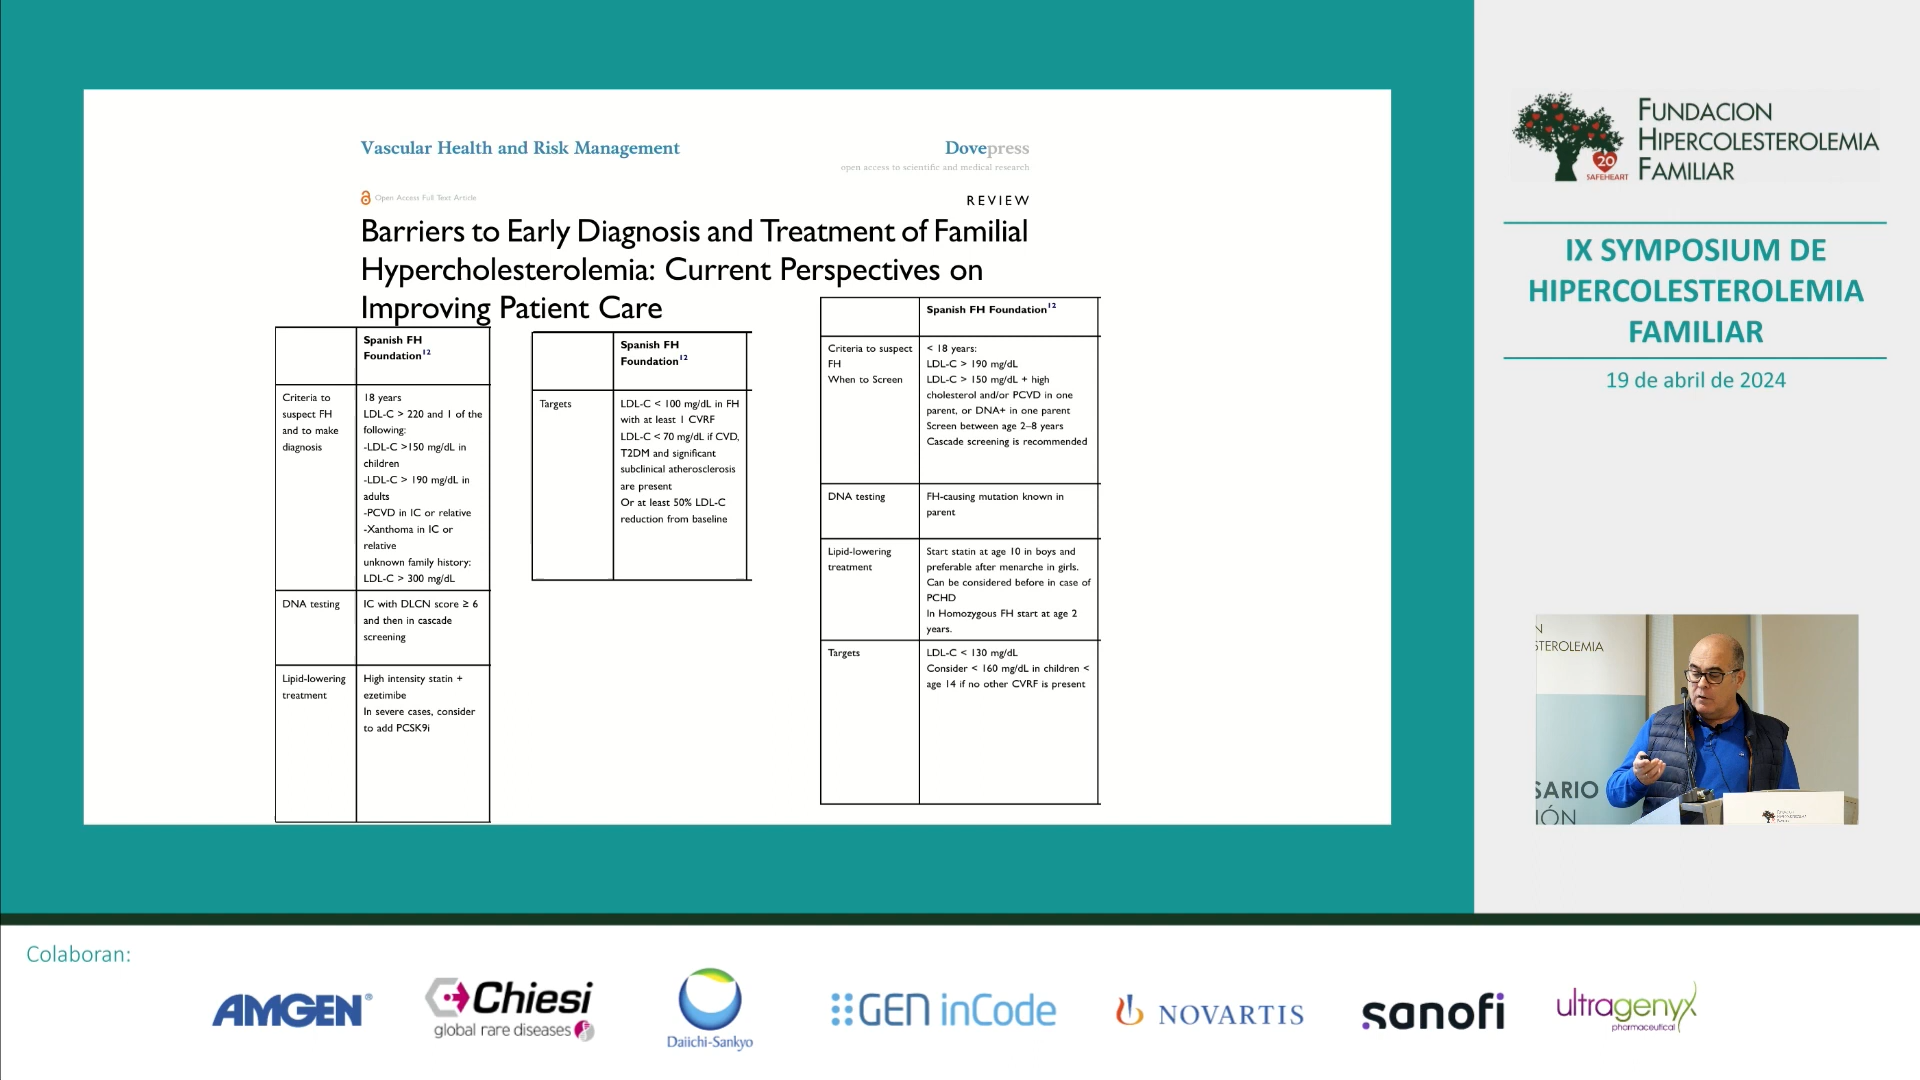 Vascular Health and Risk Management
Dovepress
open access to scientific and medical research
Open Access Full Text Article
REVIEW
Barriers to Early Diagnosis and Treatment of Familial
Hypercholesterolemia: Current Perspectives on
Improving Patient Care
Spanish FH
Foundation12
Criteria to
suspect FH
and to make
diagnosis
18 years
LDL-C > 220 and 1 of the
following:
-LDL-C >150 mg/dL in
children
-LDL-C > 190 mg/dL in
adults
-PCVD in IC or relative
-Xanthoma in IC or
relative
unknown family history:
LDL-C > 300 mg/dL
DNA testing
IC with DLCN score ≥ 6
and then in cascade
screening
Lipid-lowering
treatment
High intensity statin +
ezetimibe
In severe cases, consider
to add PCSK9i
Spanish FH
Foundation12
Targets
LDL-C < 100 mg/dL in FH
with at least 1 CVRF
LDL-C < 70 mg/dL if CVD,
T2DM and significant
subclinical atherosclerosis
are present
Or at least 50% LDL-C
reduction from baseline
Spanish FH Foundation12
Criteria to suspect
FH
When to Screen
< 18 years:
LDL-C > 190 mg/dL
LDL-C > 150 mg/dL + high
cholesterol and/or PCVD in one
parent, or DNA+ in one parent
Screen between age 2–8 years
Cascade screening is recommended
DNA testing
FH-causing mutation known in
parent
Lipid-lowering
treatment
Start statin at age 10 in boys and
preferable after menarche in girls.
Can be considered before in case of
PCHD
In Homozygous FH start at age 2
years.
Targets
LDL-C < 130 mg/dL
Consider < 160 mg/dL in children <
age 14 if no other CVRF is present
FUNDACION
HIPERCOLESTEROLEMIA
FAMILIAR
20
SAFEHEART
IX SYMPOSIUM DE
HIPERCOLESTEROLEMIA
FAMILIAR
19 de abril de 2024
N
STEROLEMIA
SARIO
IÓN
Colaboran:
AMGEN®
Chiesi
global rare diseases
Daiichi-Sankyo
GEN inCode
NOVARTIS
sanofi
ultragenyx
pharmaceutical